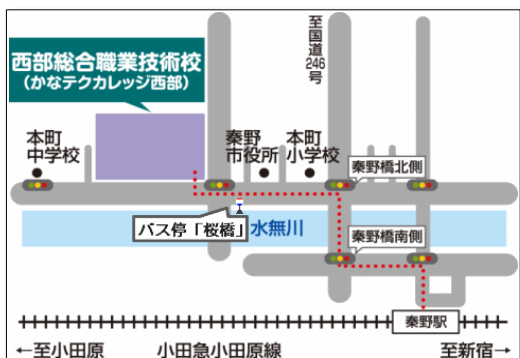 西部総合職業技術校
(かなテクカレッジ西部)
至国道246号
本町
中学校
秦野
市役所
本町
小学校
秦野橋北側
バス停「桜橋」
水無川
秦野橋南側
秦野駅
←至小田原
小田急小田原線
至新宿→